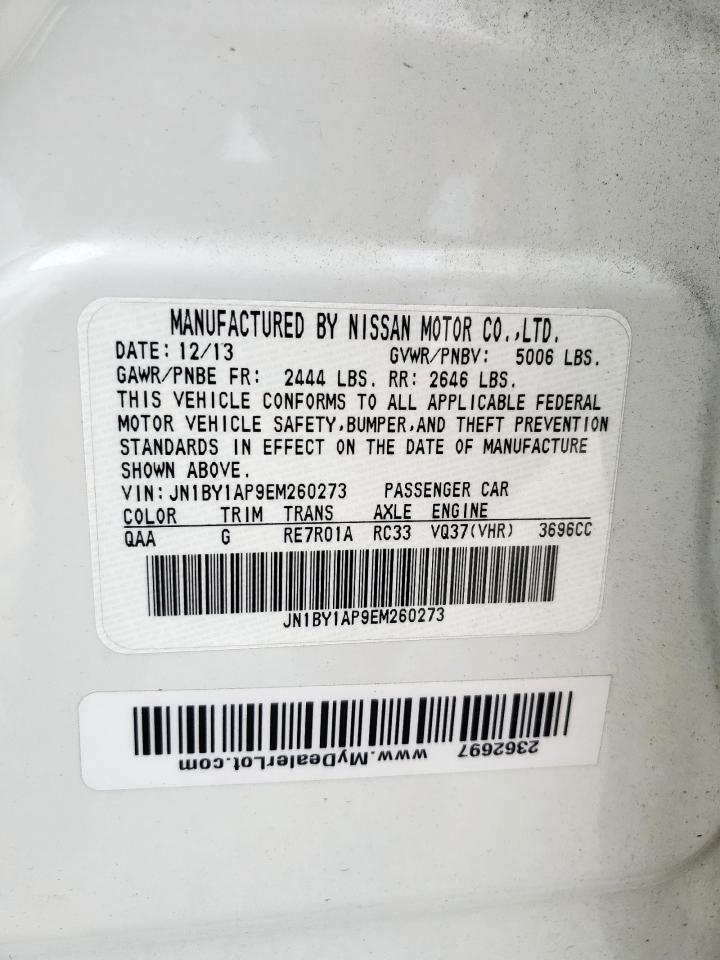 MANUFACTURED BY NISSAN MOTOR CO.,LTD.
DATE: 12/13 GVWR/PNBV: 5006 LBS.
GAWR/PNBE FR: 2444 LBS. RR: 2646 LBS.
THIS VEHICLE CONFORMS TO ALL APPLICABLE FEDERAL
MOTOR VEHICLE SAFETY,BUMPER,AND THEFT PREVENTION
STANDARDS IN EFFECT ON THE DATE OF MANUFACTURE
SHOWN ABOVE.
VIN: JN1BY1AP9EM260273 PASSENGER CAR
COLOR TRIM TRANS AXLE ENGINE
QAA G RE7R01A RC33 VQ37(VHR) 3696CC
JN1BY1AP9EM260273
2362697 www.MyDealerLot.com